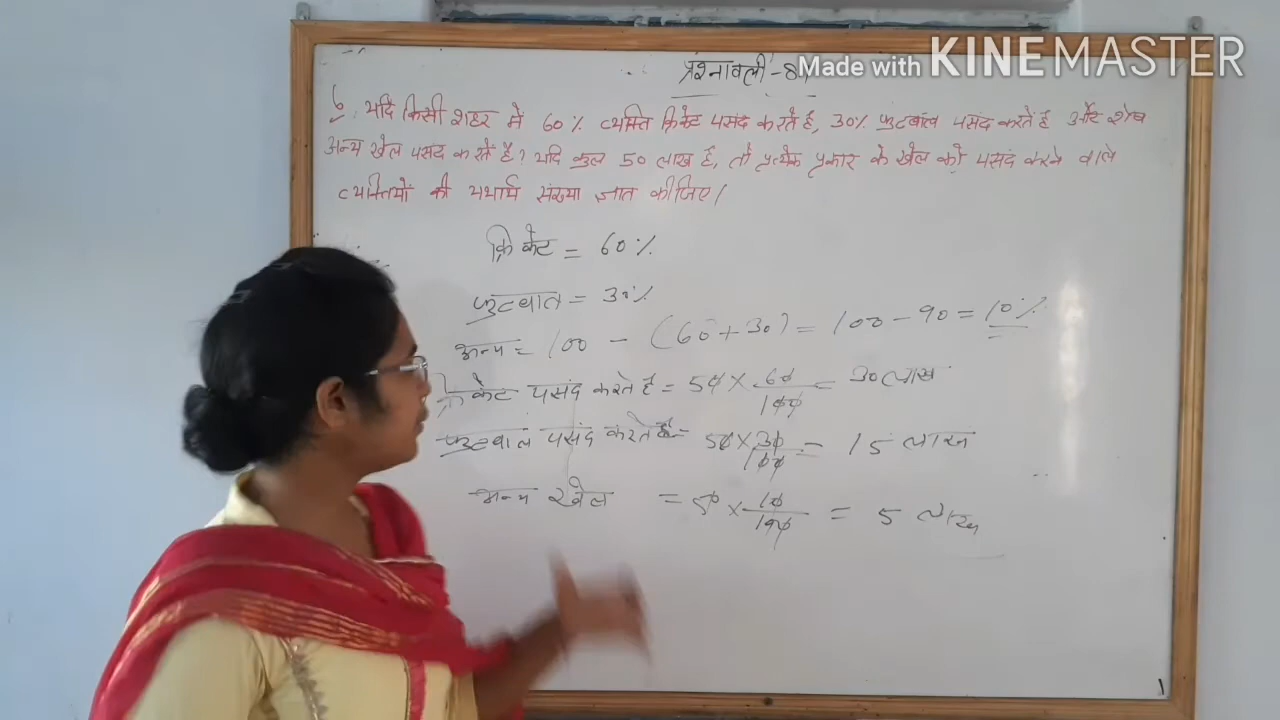 प्रश्नावली-8.1
Made with KINEMASTER
6. यदि किसी शहर में 60% व्यक्ति क्रिकेट पसंद करते हैं, 30% फुटबाल पसंद करते हैं और शेष
अन्य खेल पसंद करते हैं? यदि कुल 50 लाख है, तो प्रत्येक प्रकार के खेल को पसंद करने वाले
व्यक्तियों की यथार्थ संख्या ज्ञात कीजिए।
क्रिकेट = 60%
फुटबाल = 30%
अन्य = 100 - (60+30) = 100 - 90 = 10%
क्रिकेट पसंद करते हैं = 50 × 60/100 = 30 लाख
फुटबाल पसंद करते हैं = 50 × 30/100 = 15 लाख
अन्य खेल = 50 × 10/100 = 5 लाख